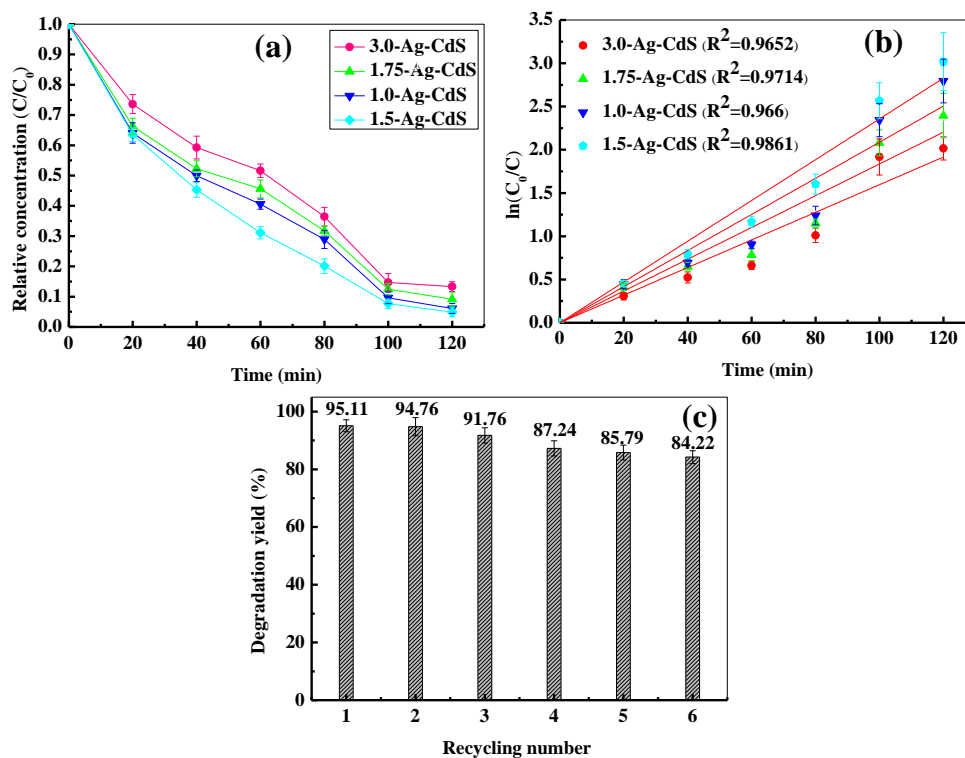 (a)
3.0-Ag-CdS
1.75-Ag-CdS
1.0-Ag-CdS
1.5-Ag-CdS
Relative concentration (C/C₀)
1.0
0.9
0.8
0.7
0.6
0.5
0.4
0.3
0.2
0.1
0.0
0 20 40 60 80 100 120
Time (min)
(b)
3.0-Ag-CdS (R²=0.9652)
1.75-Ag-CdS (R²=0.9714)
1.0-Ag-CdS (R²=0.966)
1.5-Ag-CdS (R²=0.9861)
ln(C₀/C)
3.5
3.0
2.5
2.0
1.5
1.0
0.5
0.0
0 20 40 60 80 100 120
Time (min)
(c)
95.11 94.76 91.76 87.24 85.79 84.22
Degradation yield (%)
100
80
60
40
20
0
1 2 3 4 5 6
Recycling number